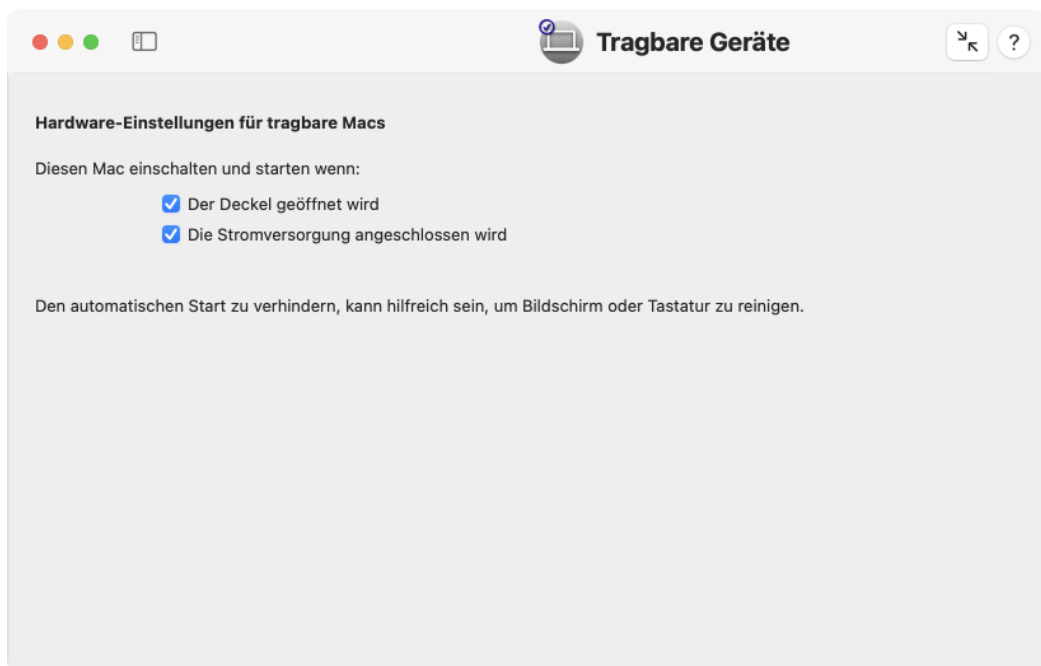 Tragbare Geräte
?
Hardware-Einstellungen für tragbare Macs
Diesen Mac einschalten und starten wenn:
Der Deckel geöffnet wird
Die Stromversorgung angeschlossen wird
Den automatischen Start zu verhindern, kann hilfreich sein, um Bildschirm oder Tastatur zu reinigen.